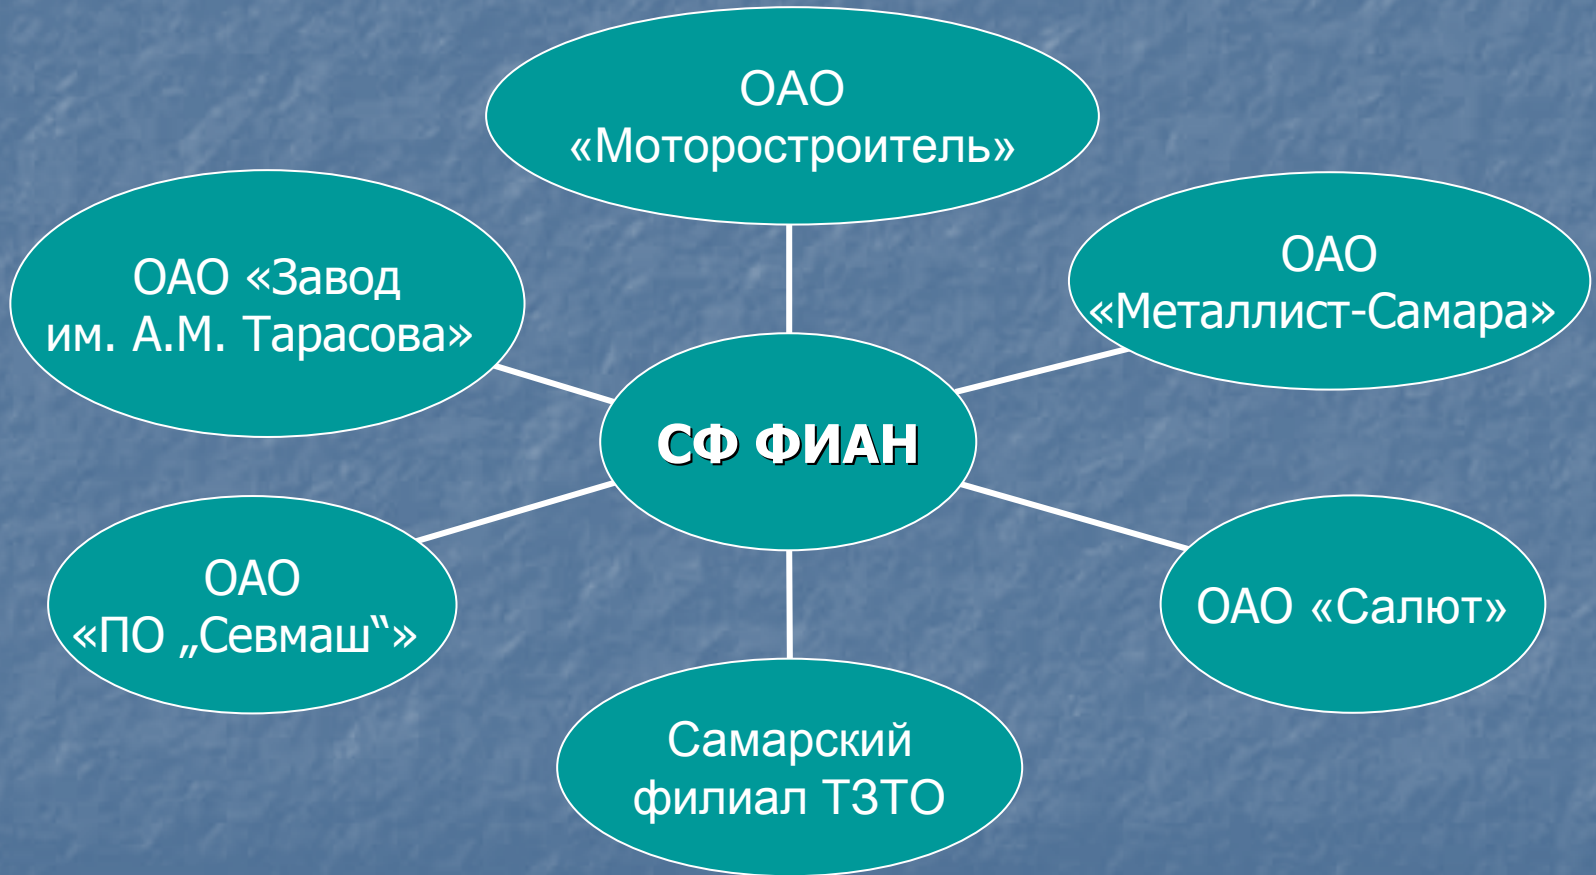 ОАО
«Моторостроитель»
ОАО «Завод
им. А.М. Тарасова»
ОАО
«Металлист-Самара»
СФ ФИАН
ОАО
«ПО „Севмаш“»
ОАО «Салют»
Самарский
филиал ТЗТО